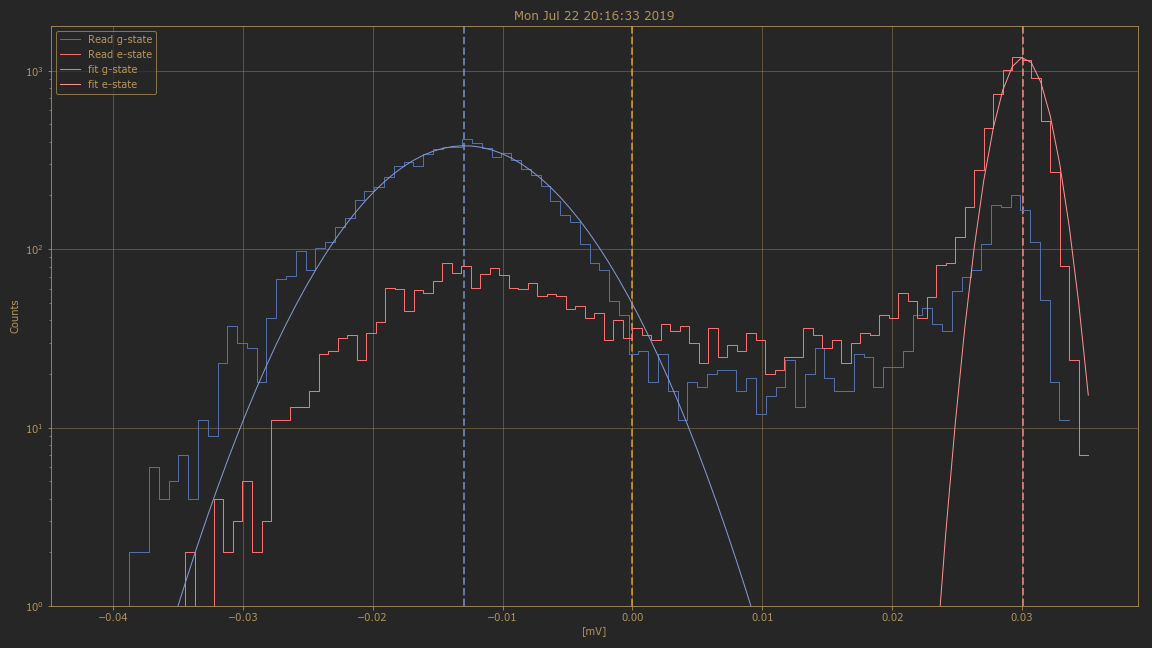 Mon Jul 22 20:16:33 2019
Read g-state
Read e-state
fit g-state
fit e-state
10³
10²
10¹
10⁰
Counts
−0.04 −0.03 −0.02 −0.01 0.00 0.01 0.02 0.03
[mV]